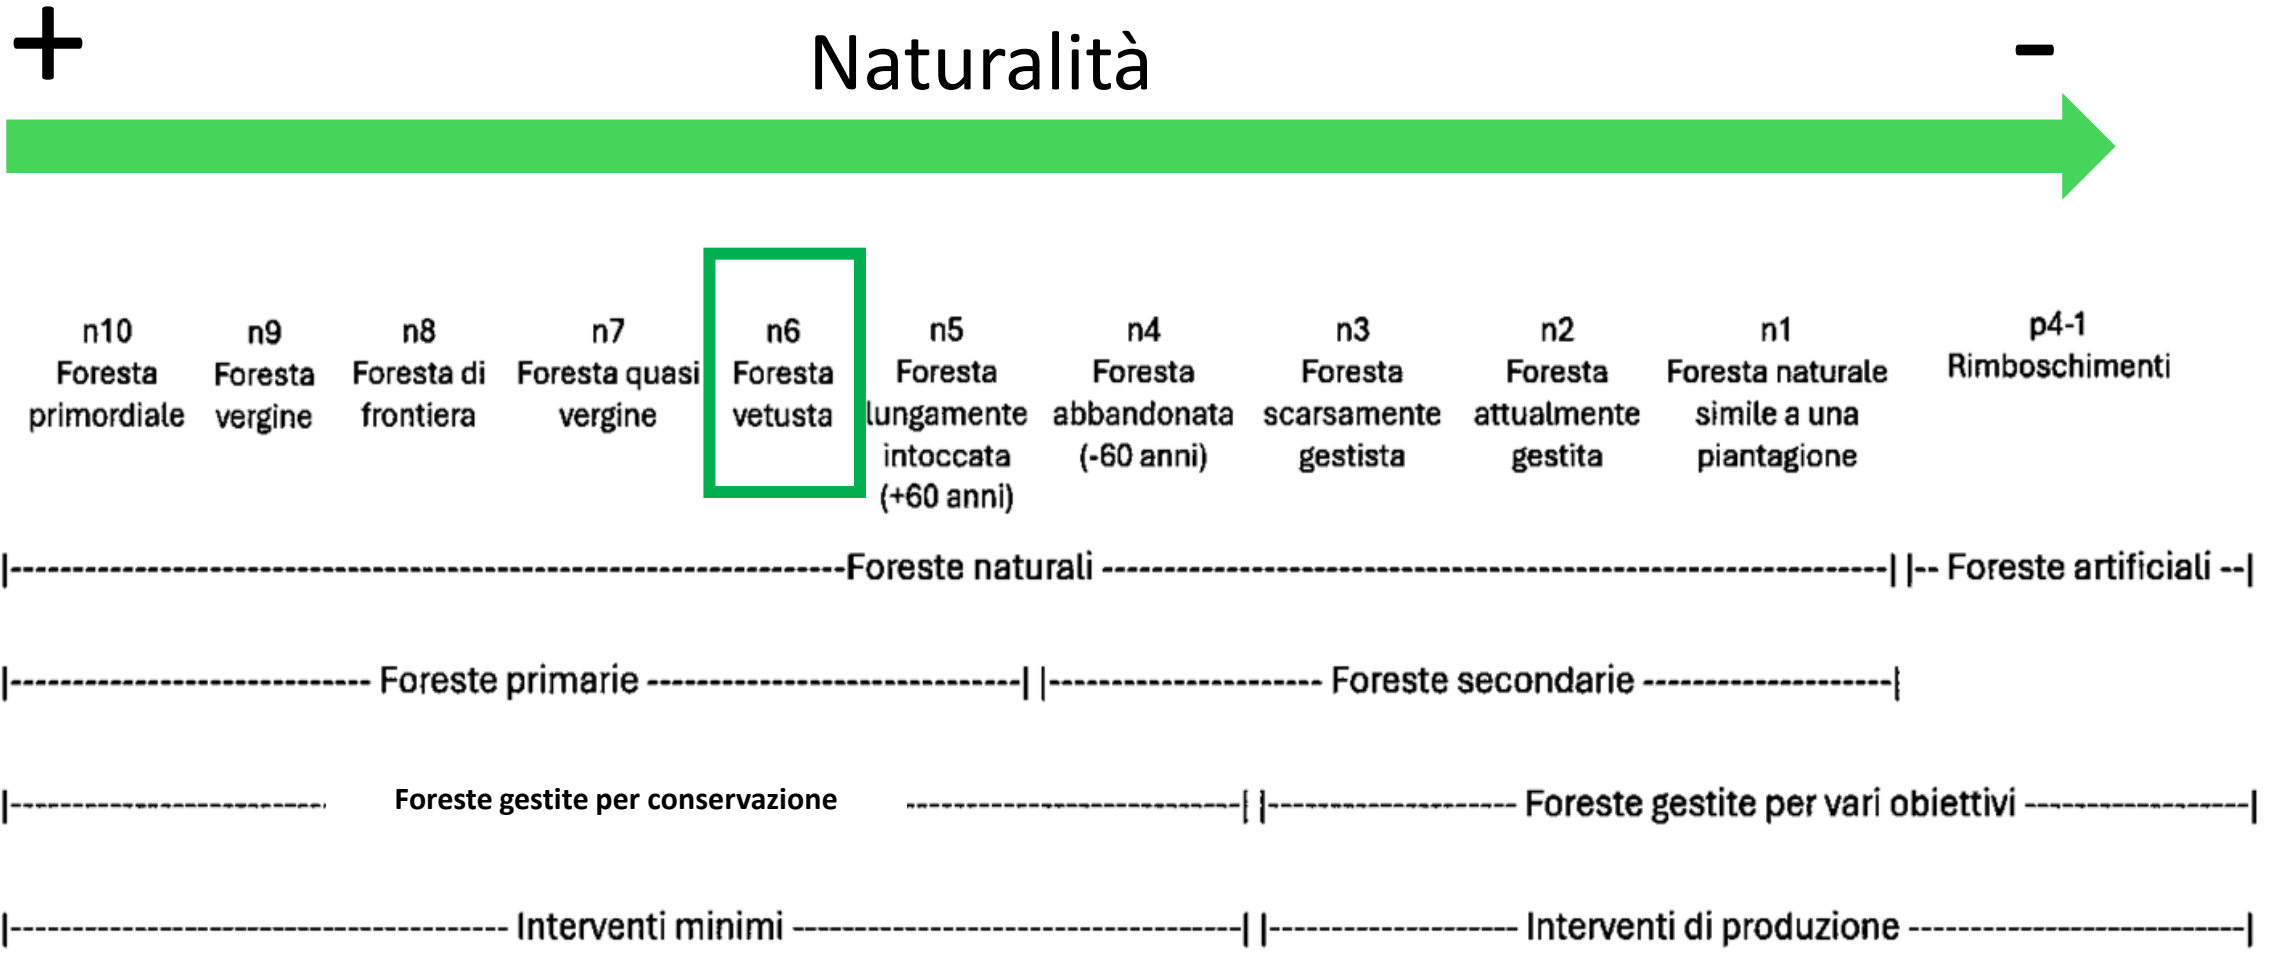 + Naturalità -
n10
Foresta
primordiale
n9
Foresta
vergine
n8
Foresta di
frontiera
n7
Foresta quasi
vergine
n6
Foresta
vetusta
n5
Foresta
lungamente
intoccata
(+60 anni)
n4
Foresta
abbandonata
(-60 anni)
n3
Foresta
scarsamente
gestista
n2
Foresta
attualmente
gestita
n1
Foresta naturale
simile a una
piantagione
p4-1
Rimboschimenti
Foreste naturali
Foreste artificiali
Foreste primarie
Foreste secondarie
Foreste gestite per conservazione
Foreste gestite per vari obiettivi
Interventi minimi
Interventi di produzione